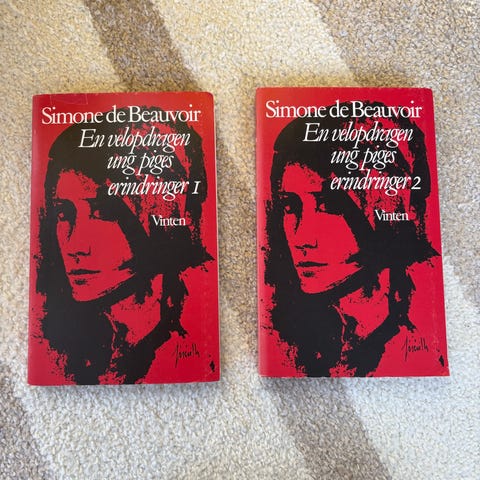 Simone de Beauvoir
En velopdragen
ung piges
erindringer 1
Vinten
Simone de Beauvoir
En velopdragen
ung piges
erindringer 2
Vinten